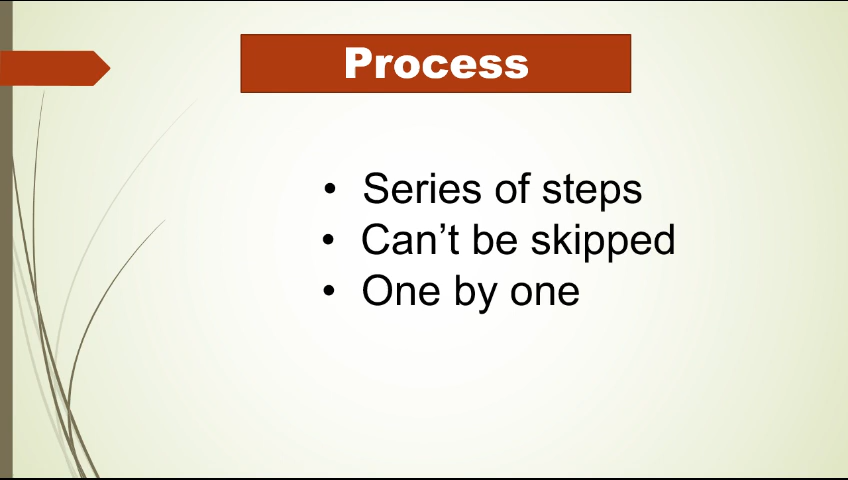 Process
• Series of steps
• Can’t be skipped
• One by one